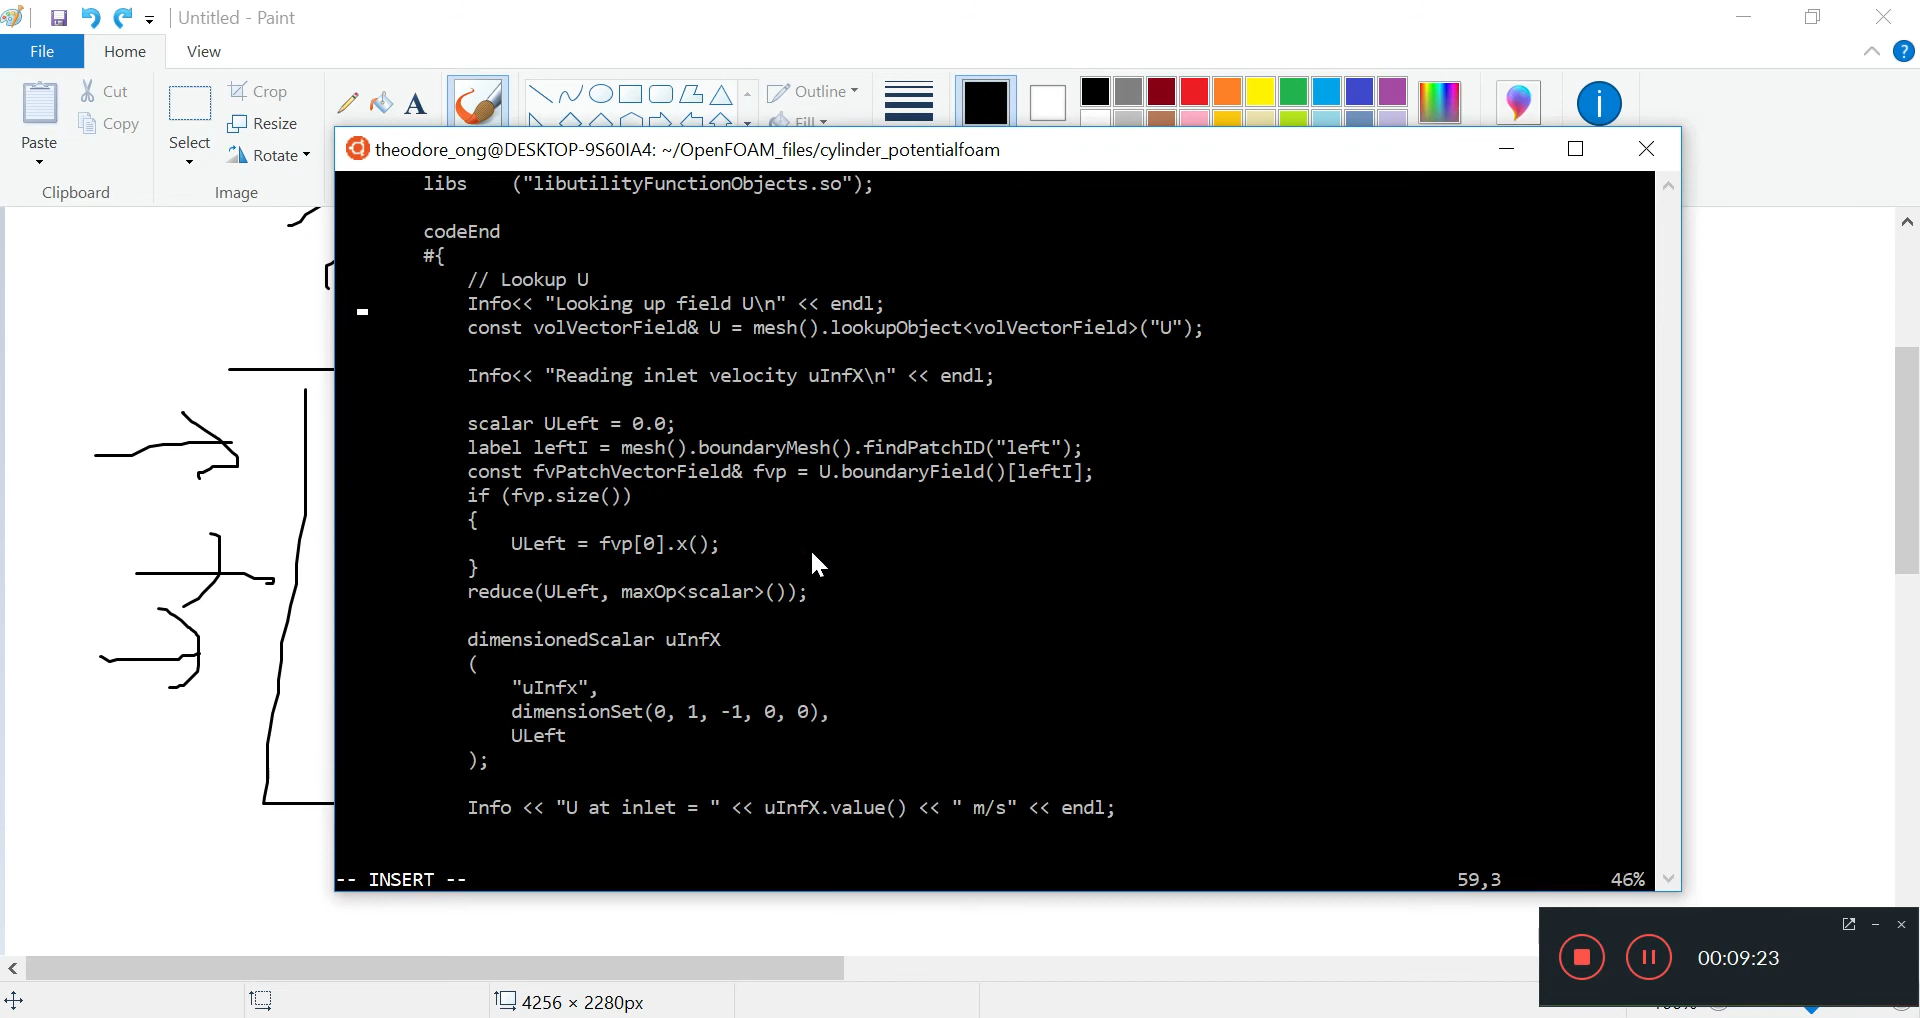 Untitled - Paint
File
Home
View
Paste
Cut
Copy
Clipboard
Select
Crop
Resize
Rotate
Image
A
Outline
Fill
theodore_ong@DESKTOP-9S60IA4: ~/OpenFOAM_files/cylinder_potentialfoam
libs    ("libutilityFunctionObjects.so");
codeEnd
#{
// Lookup U
Info<< "Looking up field U\n" << endl;
const volVectorField& U = mesh().lookupObject<volVectorField>("U");
Info<< "Reading inlet velocity uInfX\n" << endl;
scalar ULeft = 0.0;
label leftI = mesh().boundaryMesh().findPatchID("left");
const fvPatchVectorField& fvp = U.boundaryField()[leftI];
if (fvp.size())
{
ULeft = fvp[0].x();
}
reduce(ULeft, maxOp<scalar>());
dimensionedScalar uInfX
(
"uInfx",
dimensionSet(0, 1, -1, 0, 0),
ULeft
);
Info << "U at inlet = " << uInfX.value() << " m/s" << endl;
-- INSERT --
59,3
46%
00:09:23
4256 × 2280px